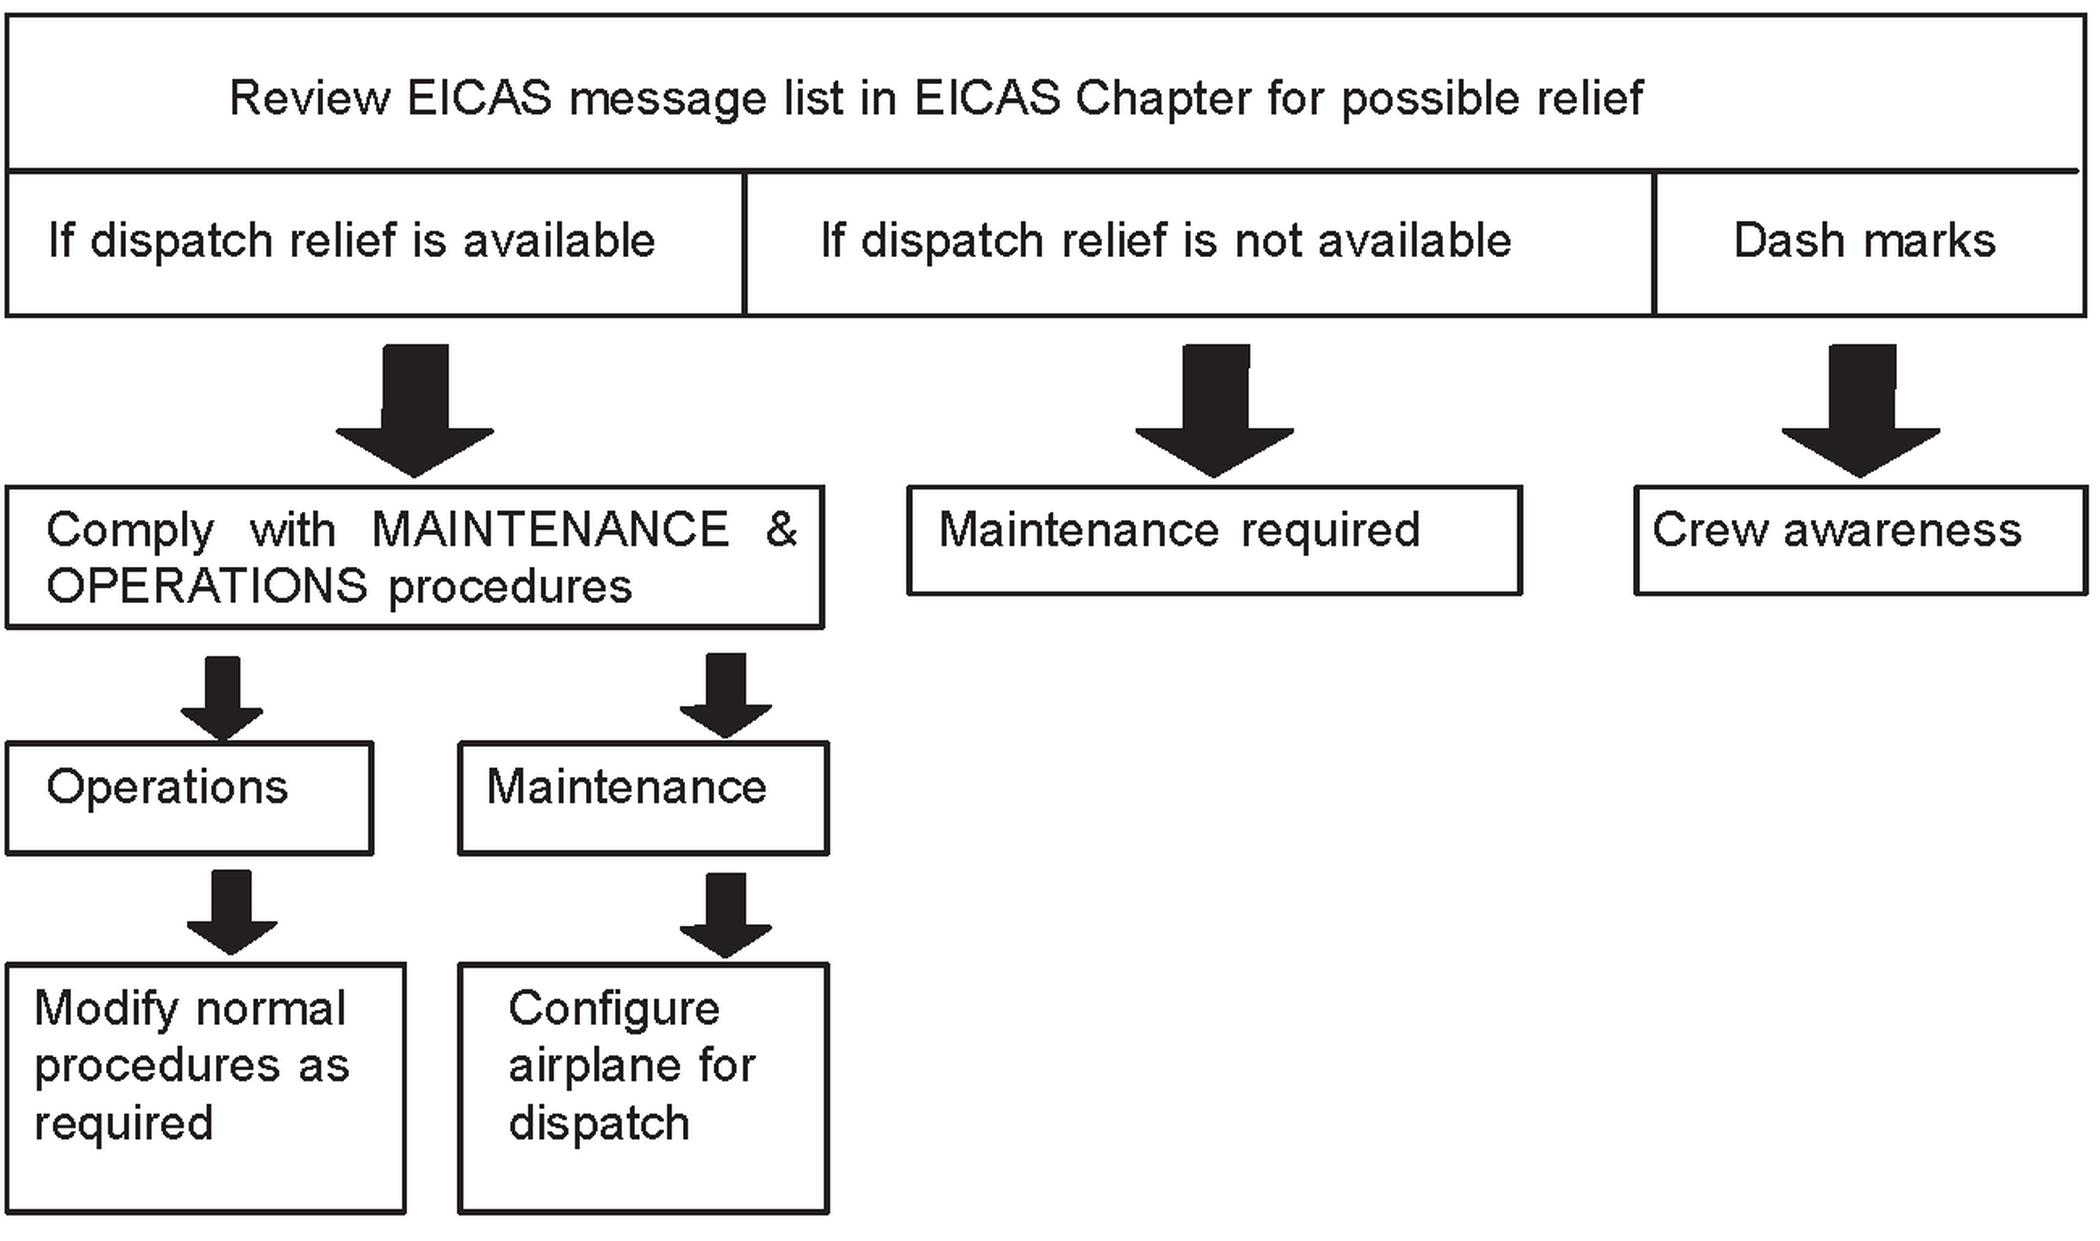 Review EICAS message list in EICAS Chapter for possible relief
If dispatch relief is available
If dispatch relief is not available
Dash marks
Comply with MAINTENANCE &
OPERATIONS procedures
Maintenance required
Crew awareness
Operations
Maintenance
Modify normal
procedures as
required
Configure
airplane for
dispatch